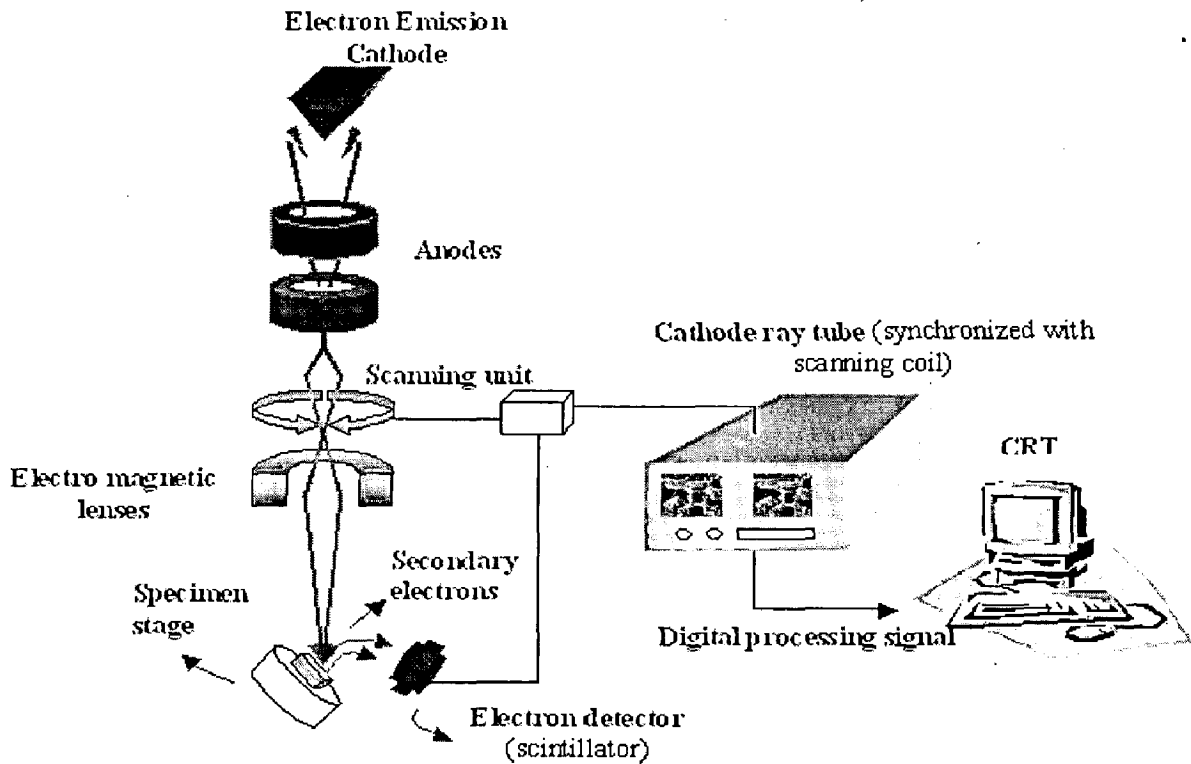 Electron Emission
Cathode
Anodes
Cathode ray tube (synchronized with
scanning coil)
Scanning unit
CRT
Electro magnetic
lenses
Secondary
electrons
Specimen
stage
Digital processing signal
Electron detector
(scintillator)